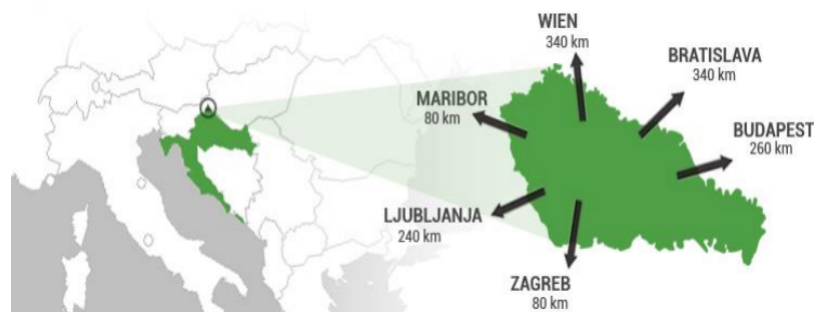 WIEN
340 km
BRATISLAVA
340 km
MARIBOR
80 km
BUDAPEST
260 km
LJUBLJANJA
240 km
ZAGREB
80 km